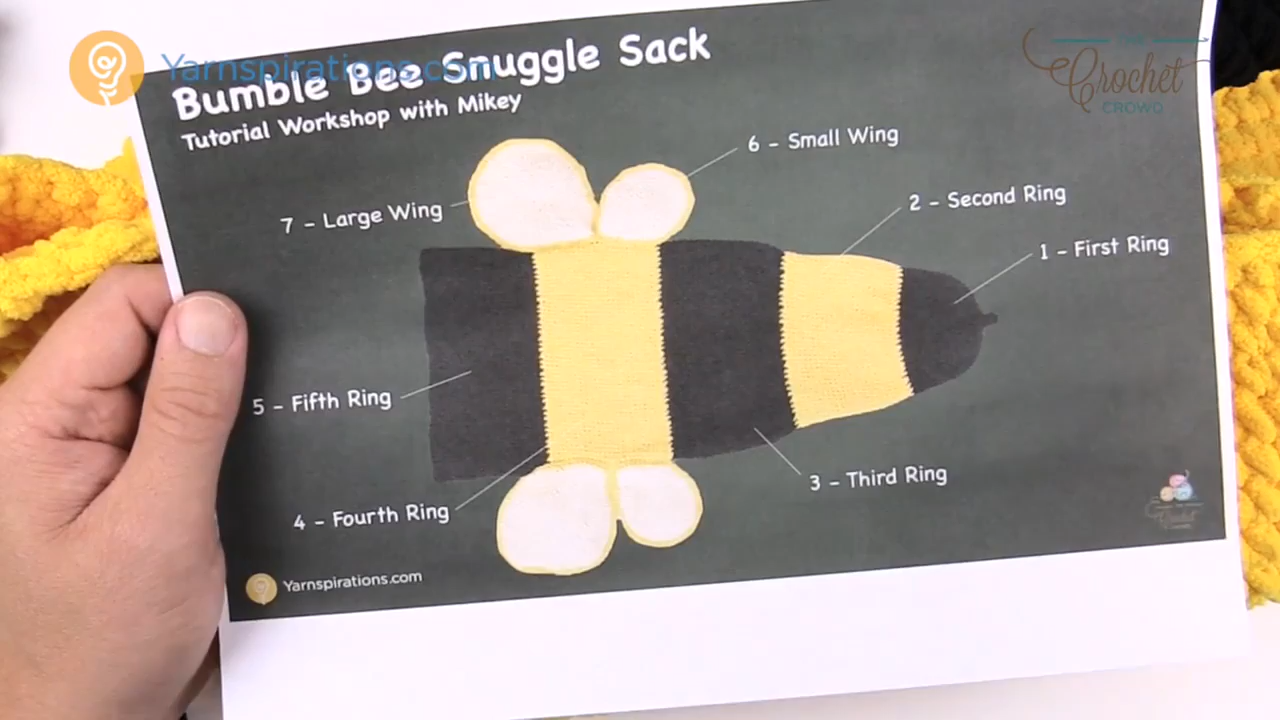 Yarnspirations.com
THE
Crochet
CROWD
Bumble Bee Snuggle Sack
Tutorial Workshop with Mikey
6 - Small Wing
7 - Large Wing
2 - Second Ring
1 - First Ring
5 - Fifth Ring
3 - Third Ring
4 - Fourth Ring
Yarnspirations.com